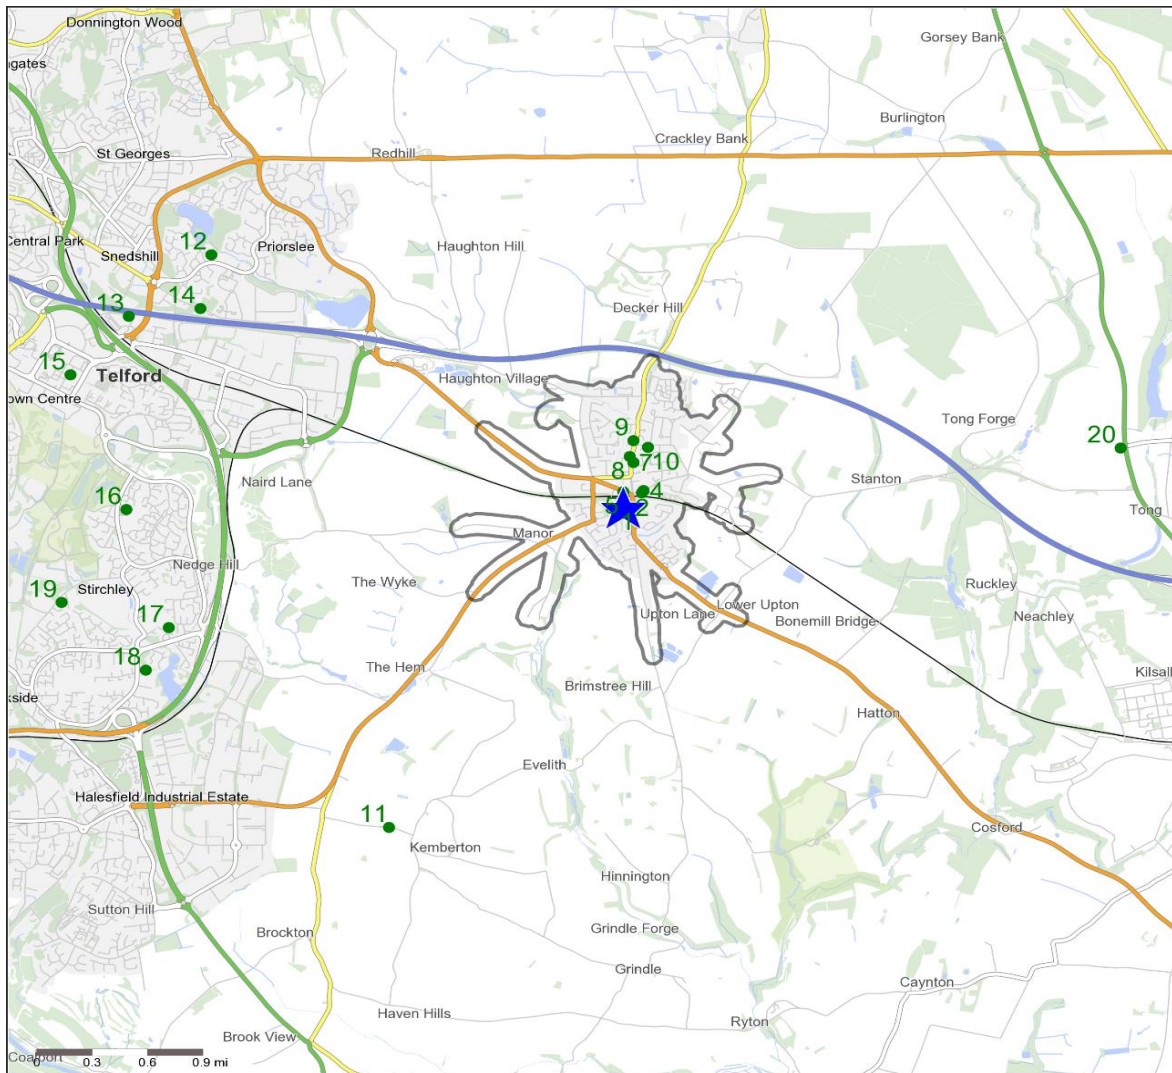 Donnington Wood
Gorsey Bank
ngates
Burlington
Crackley Bank
St Georges
Redhill
12
Central Park
Snedshill
Priorslee
Haughton Hill
13
14
Decker Hill
15
Telford
own Centre
Haughton Village
Tong Forge
9
20
8
7
10
Stanton
Naird Lane
4
5
2
1
Tong
16
Manor
Nedge Hill
The Wyke
Stirchley
Ruckley
19
Lower Upton
Upton Lane
Bonemill Bridge
Neachley
17
18
The Hem
Kilsall
kside
Brimstree Hill
Hatton
Evelith
Halesfield Industrial Estate
11
Kemberton
Cosford
Hinnington
Sutton Hill
Brockton
Grindle Forge
Grindle
Caynton
Haven Hills
Ryton
Brook View
Coalport
0 0.3 0.6 0.9 mi